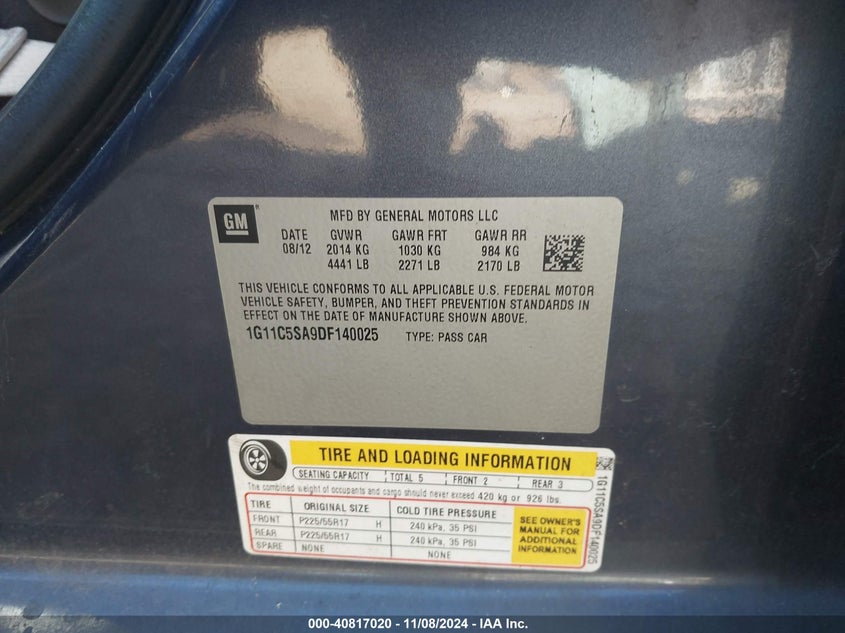 GM
MFD BY GENERAL MOTORS LLC
DATE GVWR GAWR FRT GAWR RR
08/12 2014 KG 1030 KG 984 KG
4441 LB 2271 LB 2170 LB
THIS VEHICLE CONFORMS TO ALL APPLICABLE U.S. FEDERAL MOTOR
VEHICLE SAFETY, BUMPER, AND THEFT PREVENTION STANDARDS IN
EFFECT ON THE DATE OF MANUFACTURE SHOWN ABOVE.
1G11C5SA9DF140025 TYPE: PASS CAR
TIRE AND LOADING INFORMATION
SEATING CAPACITY TOTAL 5 FRONT 2 REAR 3
The combined weight of occupants and cargo should never exceed 420 kg or 926 lbs.
TIRE ORIGINAL SIZE COLD TIRE PRESSURE
FRONT P225/55R17 H 240 kPa, 35 PSI
REAR P225/55R17 H 240 kPa, 35 PSI
SPARE NONE NONE
SEE OWNER'S
MANUAL FOR
ADDITIONAL
INFORMATION
1G11C5SA9DF140025
000-40817020 - 11/08/2024 - IAA Inc.